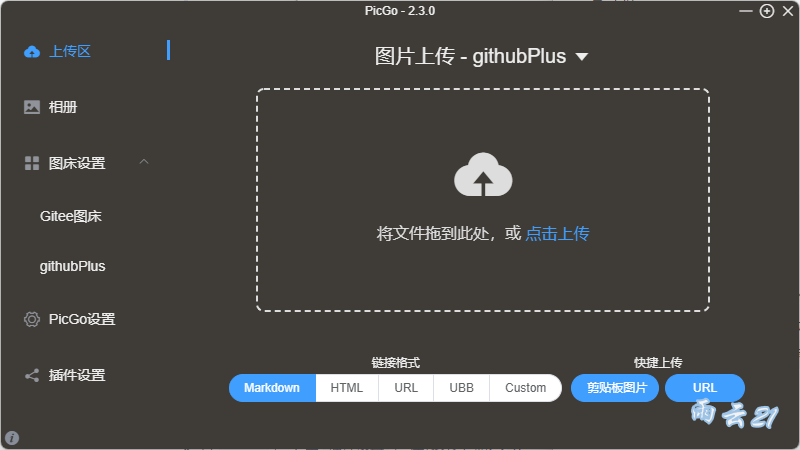 PicGo - 2.3.0
上传区
图片上传 - githubPlus
相册
图床设置
Gitee图床
githubPlus
PicGo设置
插件设置
将文件拖到此处，或 点击上传
链接格式
Markdown HTML URL UBB Custom
快捷上传
剪贴板图片 URL
雨云21